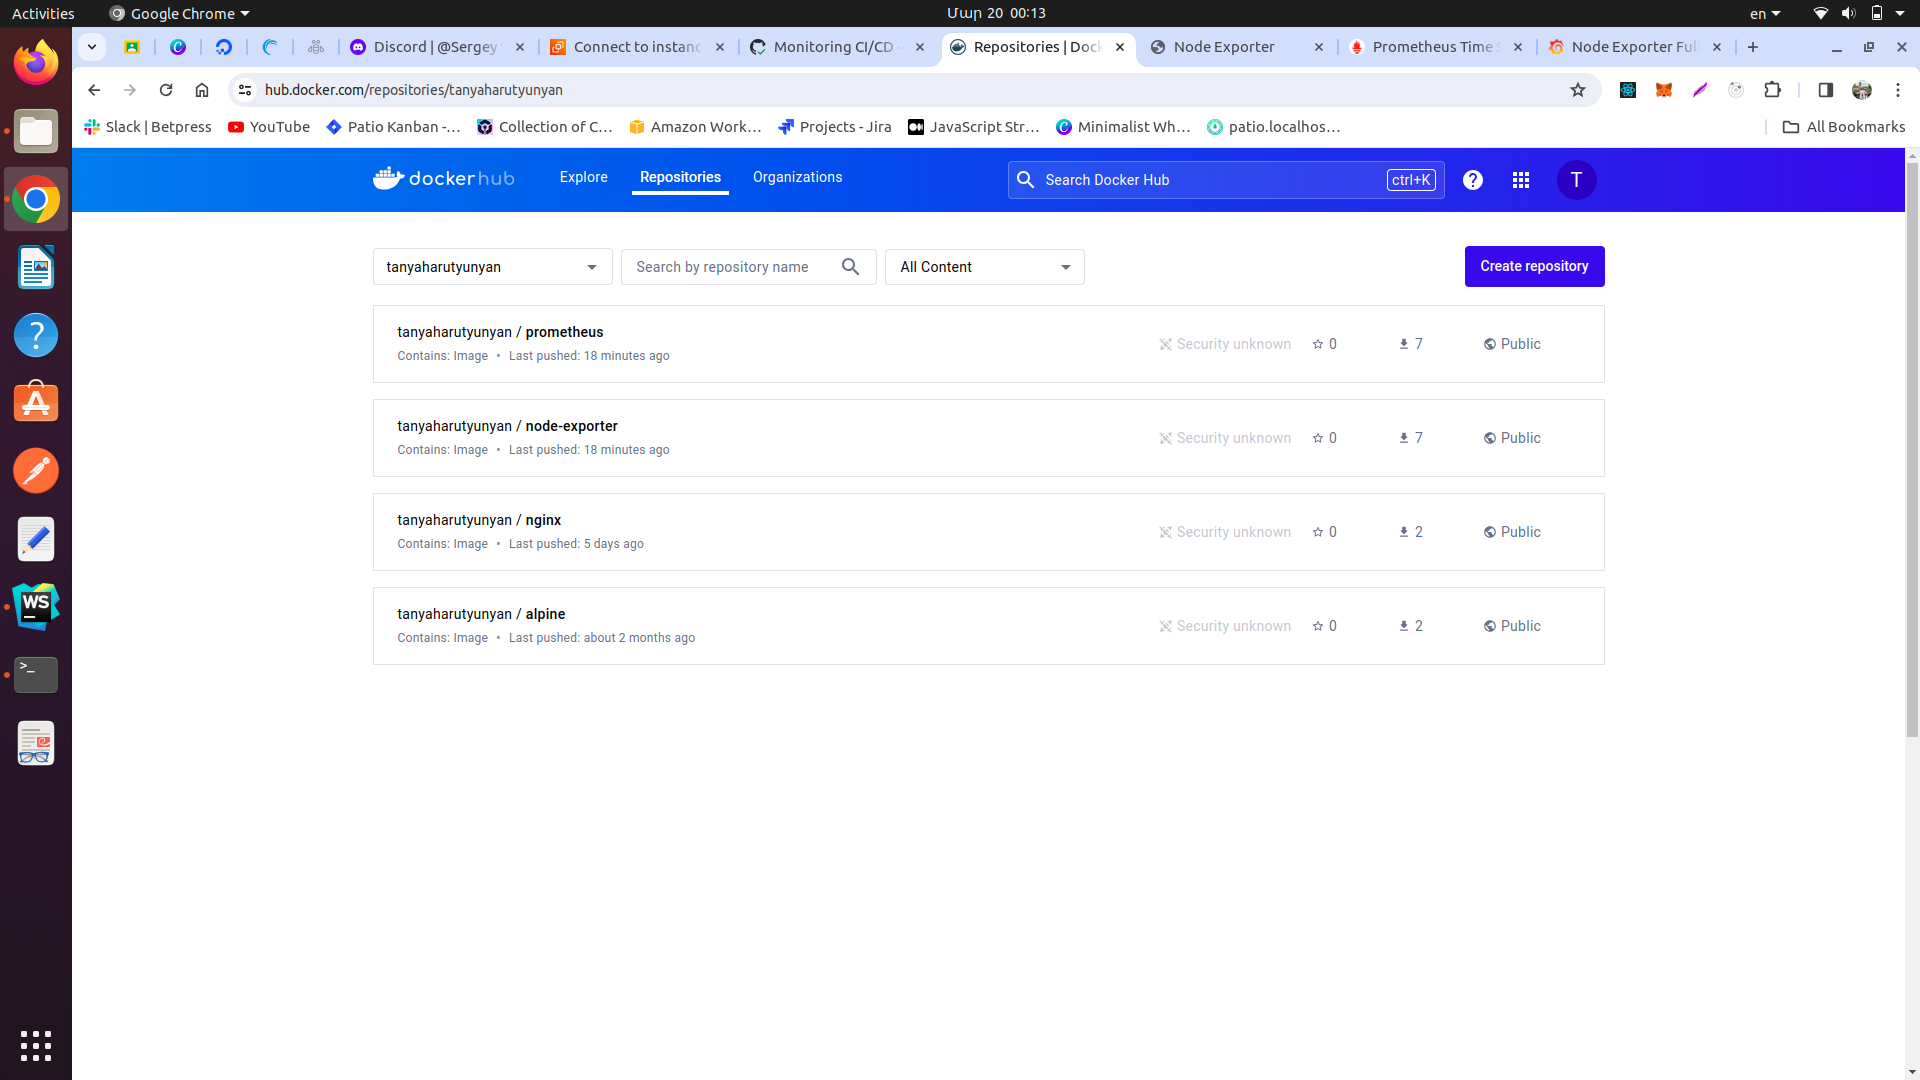 Activities
Google Chrome
Մար 20 00:13
en
Discord | @Sergey
Connect to instanc
Monitoring CI/CD
Repositories | Dock
Node Exporter
Prometheus Time S
Node Exporter Full
hub.docker.com/repositories/tanyaharutyunyan
Slack | Betpress
YouTube
Patio Kanban -...
Collection of C...
Amazon Work...
Projects - Jira
JavaScript Str...
Minimalist Wh...
patio.localhos...
All Bookmarks
docker hub
Explore
Repositories
Organizations
Search Docker Hub
ctrl+K
T
tanyaharutyunyan
Search by repository name
All Content
Create repository
tanyaharutyunyan / prometheus
Contains: Image • Last pushed: 18 minutes ago
Security unknown
0
7
Public
tanyaharutyunyan / node-exporter
Contains: Image • Last pushed: 18 minutes ago
Security unknown
0
7
Public
tanyaharutyunyan / nginx
Contains: Image • Last pushed: 5 days ago
Security unknown
0
2
Public
tanyaharutyunyan / alpine
Contains: Image • Last pushed: about 2 months ago
Security unknown
0
2
Public
WS